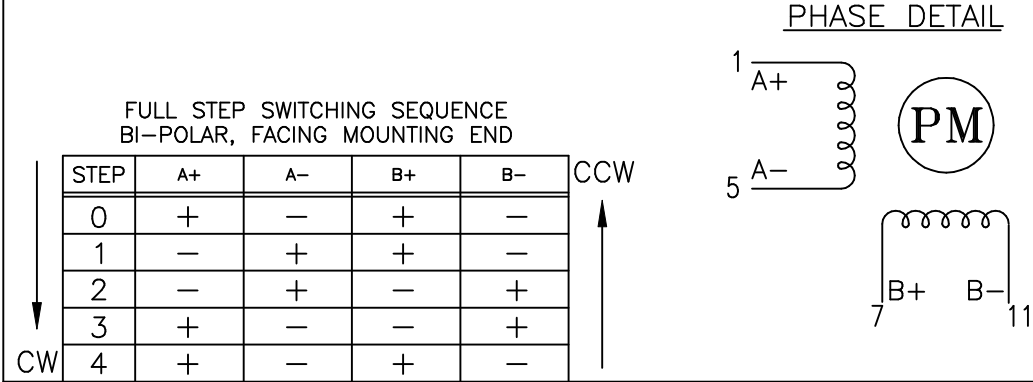 PHASE DETAIL
1
A+
A−
5
PM
B+ B−
7 11
FULL STEP SWITCHING SEQUENCE
BI−POLAR, FACING MOUNTING END
STEP A+ A− B+ B− CCW
0 + − + −
1 − + + −
2 − + − +
3 + − − +
CW 4 + − + −